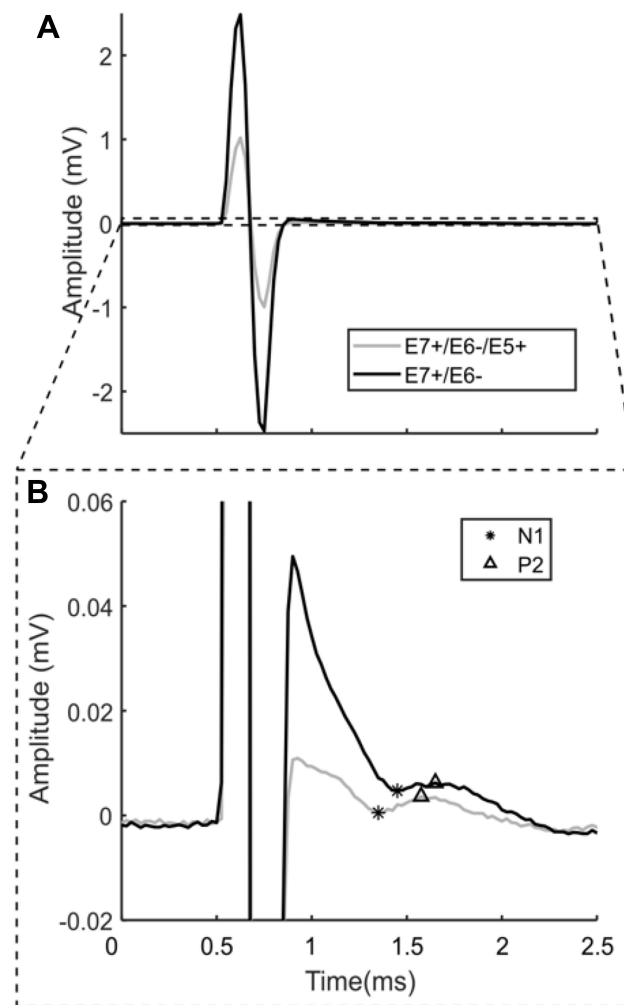 A
Amplitude (mV)
2
1
0
-1
-2
E7+/E6-/E5+
E7+/E6-
B
Amplitude (mV)
0.06
0.04
0.02
0
-0.02
N1
P2
0
0.5
1
1.5
2
2.5
Time(ms)